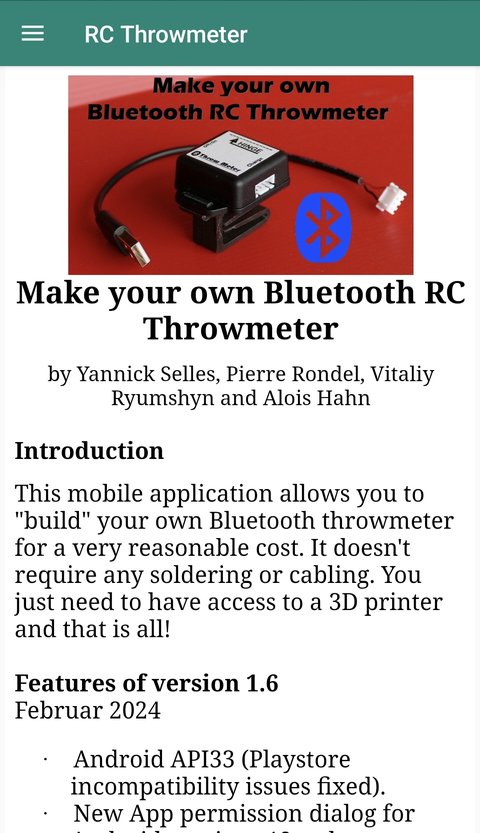 RC Throwmeter
Make your own
Bluetooth RC Throwmeter
HINGE
Throw Meter
Make your own Bluetooth RC
Throwmeter
by Yannick Selles, Pierre Rondel, Vitaliy
Ryumshyn and Alois Hahn
Introduction
This mobile application allows you to
"build" your own Bluetooth throwmeter
for a very reasonable cost. It doesn't
require any soldering or cabling. You
just need to have access to a 3D printer
and that is all!
Features of version 1.6
Februar 2024
· Android API33 (Playstore
incompatibility issues fixed).
· New App permission dialog for